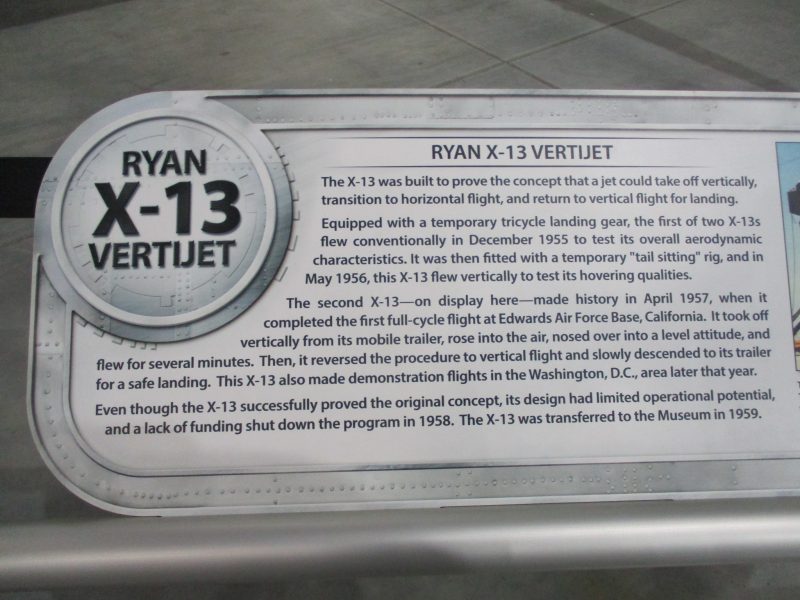 RYAN
X-13
VERTIJET
RYAN X-13 VERTIJET
The X-13 was built to prove the concept that a jet could take off vertically,
transition to horizontal flight, and return to vertical flight for landing.
Equipped with a temporary tricycle landing gear, the first of two X-13s
flew conventionally in December 1955 to test its overall aerodynamic
characteristics. It was then fitted with a temporary "tail sitting" rig, and in
May 1956, this X-13 flew vertically to test its hovering qualities.
The second X-13—on display here—made history in April 1957, when it
completed the first full-cycle flight at Edwards Air Force Base, California. It took off
vertically from its mobile trailer, rose into the air, nosed over into a level attitude, and
flew for several minutes. Then, it reversed the procedure to vertical flight and slowly descended to its trailer
for a safe landing. This X-13 also made demonstration flights in the Washington, D.C., area later that year.
Even though the X-13 successfully proved the original concept, its design had limited operational potential,
and a lack of funding shut down the program in 1958. The X-13 was transferred to the Museum in 1959.